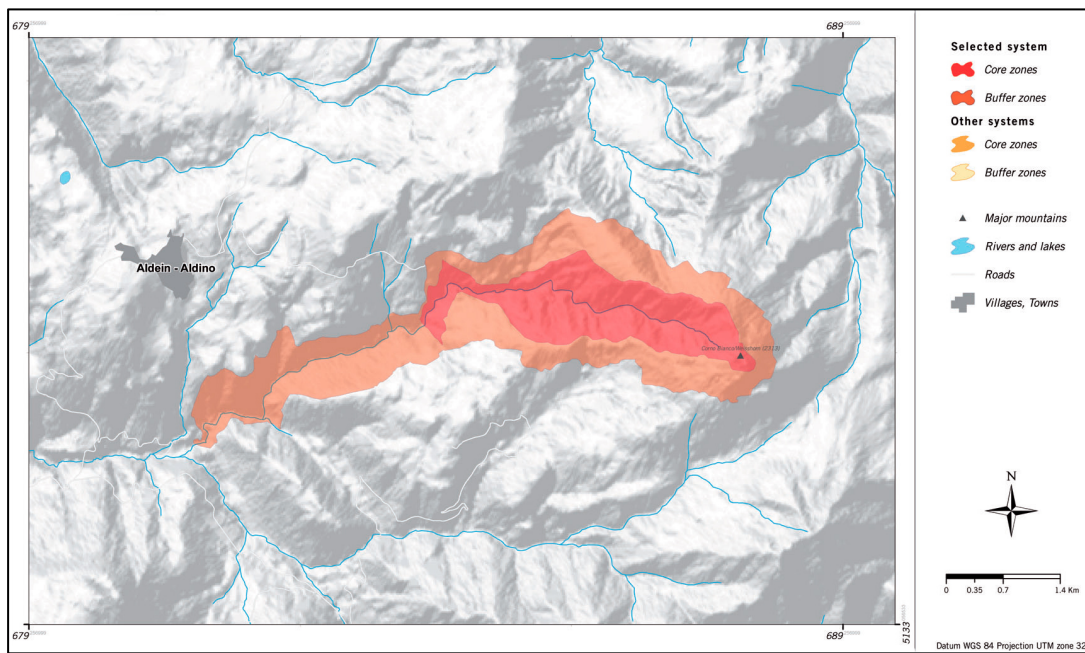 679
689
Selected system
Core zones
Buffer zones
Other systems
Core zones
Buffer zones
Major mountains
Rivers and lakes
Roads
Villages, Towns
Aldein - Aldino
N
0 0.35 0.7 1.4 Km
679
689
5133
Datum WGS 84 Projection UTM zone 32